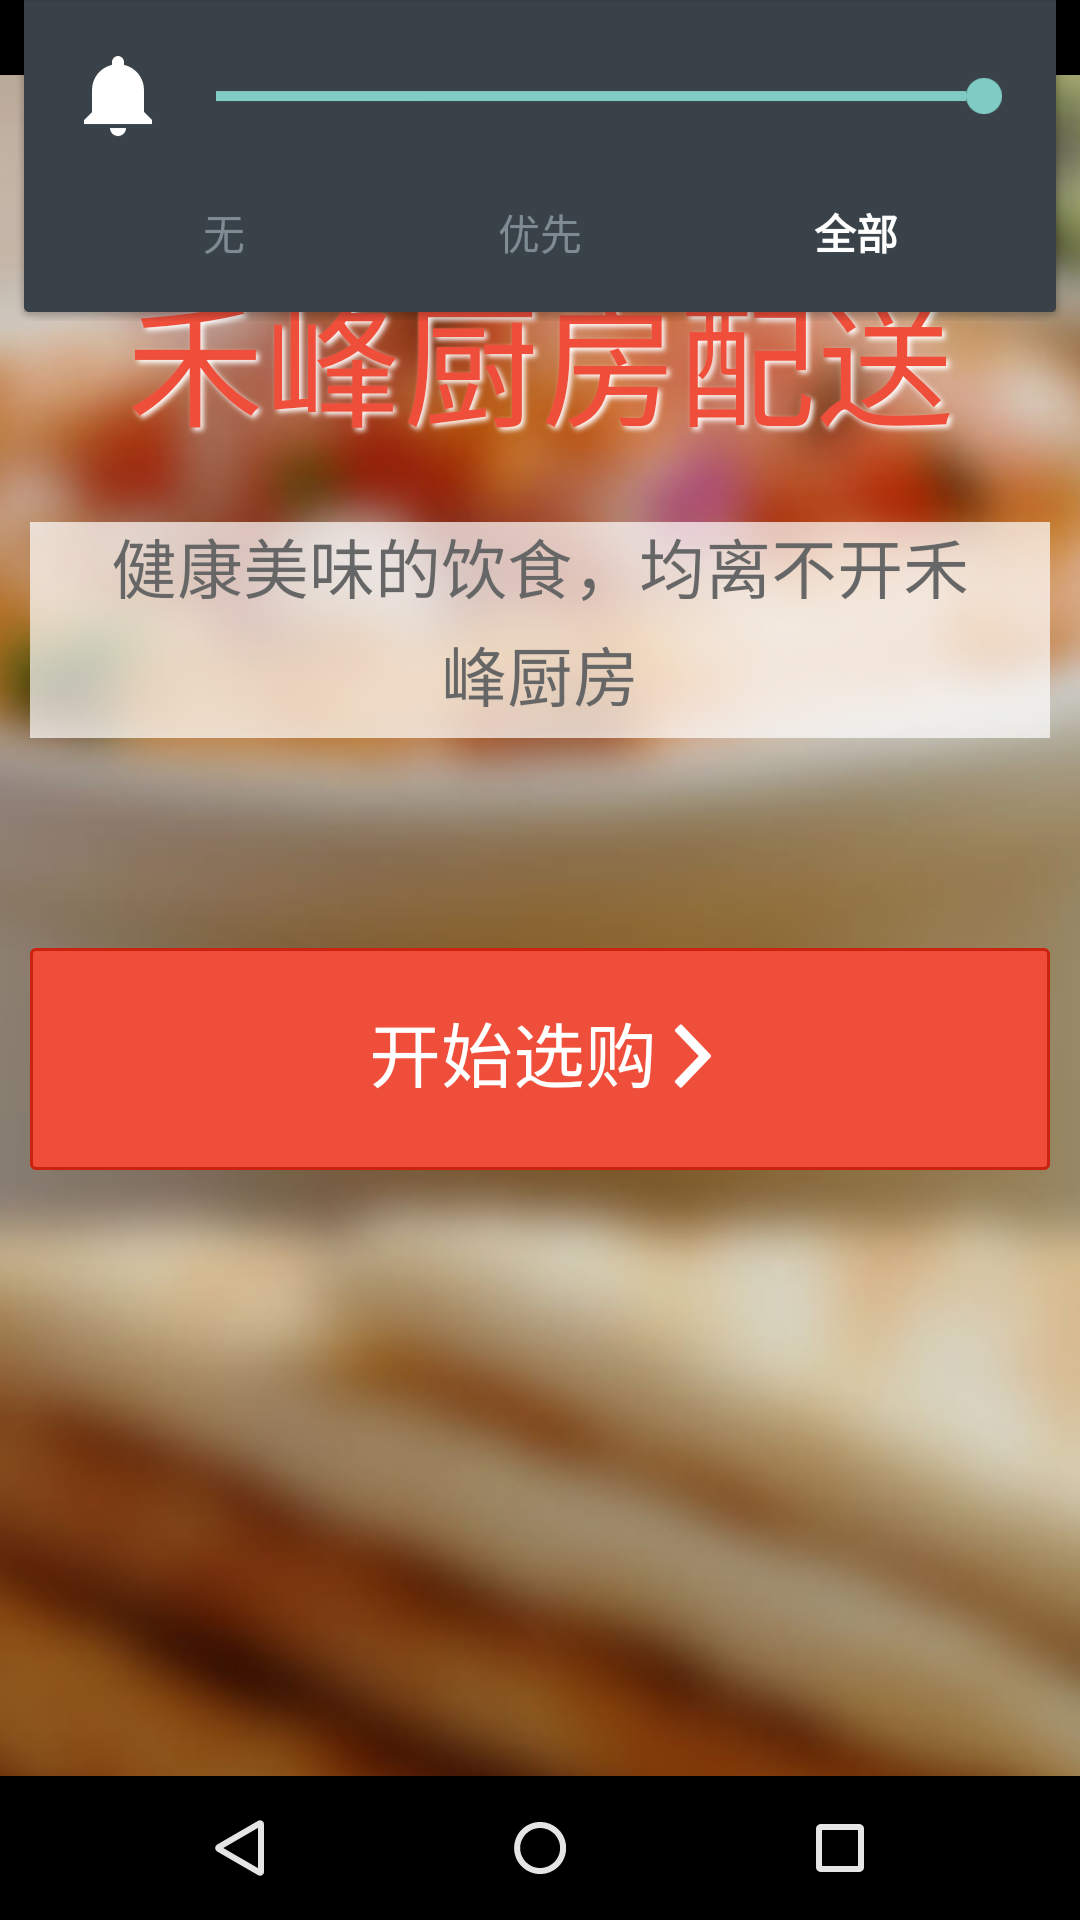 无 优先 全部
禾峰厨房配送
健康美味的饮食，均离不开禾
峰厨房
开始选购